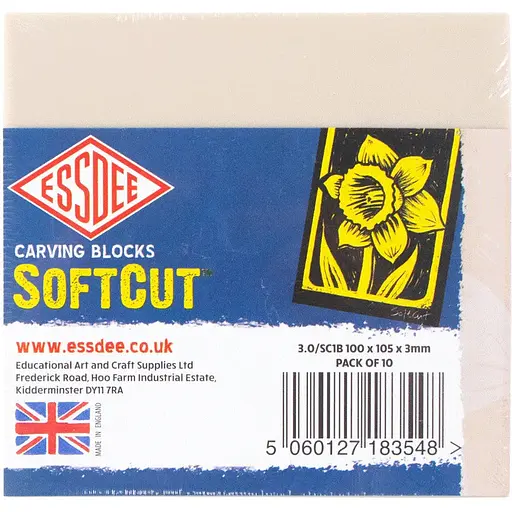 ESSDEE
CARVING BLOCKS
SOFTCUT™
SoftCut
www.essdee.co.uk
Educational Art and Craft Supplies Ltd
Frederick Road, Hoo Farm Industrial Estate,
Kidderminster DY11 7RA
MADE IN ENGLAND
3.0/SC1B 100 x 105 x 3mm
PACK OF 10
5 060127 183548 >